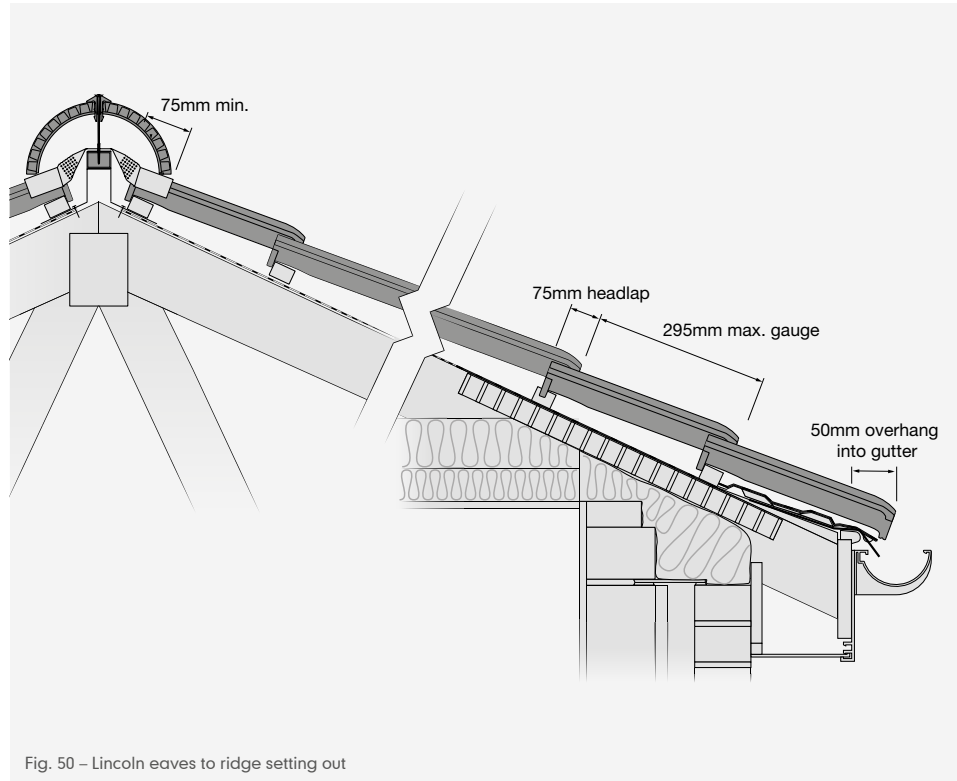 75mm min.
75mm headlap
295mm max. gauge
50mm overhang
into gutter
Fig. 50 – Lincoln eaves to ridge setting out